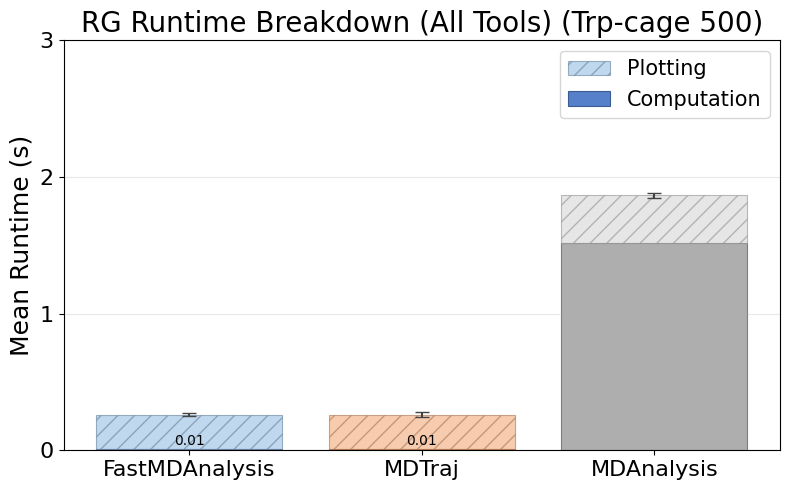 RG Runtime Breakdown (All Tools) (Trp-cage 500)
Mean Runtime (s)
3
2
1
0
Plotting
Computation
0.01
0.01
FastMDAnalysis
MDTraj
MDAnalysis